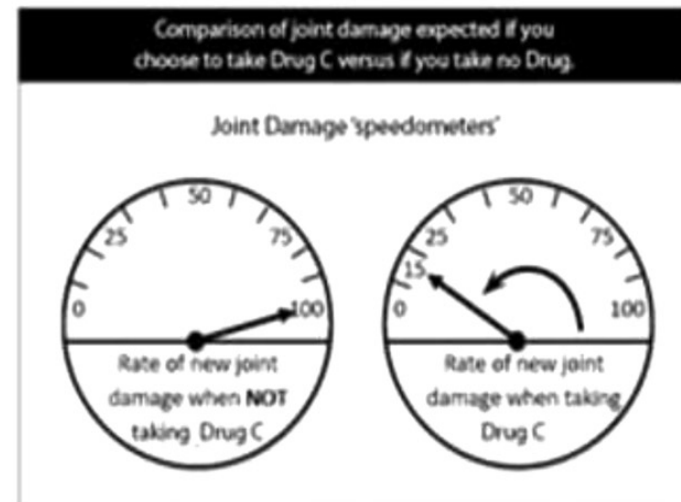 Comparison of joint damage expected if you
choose to take Drug C versus if you take no Drug.
Joint Damage 'speedometers'
0 25 50 75 100
Rate of new joint
damage when NOT
taking Drug C
0 15 25 50 75 100
Rate of new joint
damage when taking
Drug C